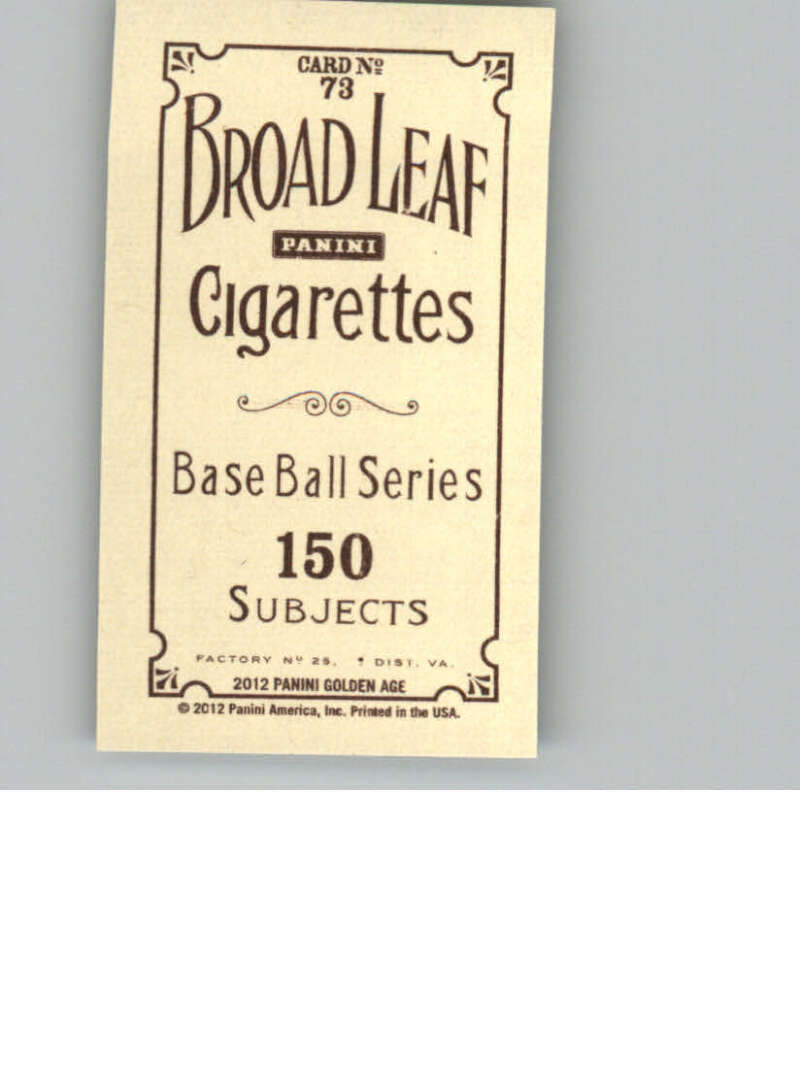 CARD Nº
73
BROAD LEAF
PANINI
Cigarettes
Base Ball Series
150
SUBJECTS
FACTORY Nº 25, DIST. VA.
2012 PANINI GOLDEN AGE
© 2012 Panini America, Inc. Printed in the USA.